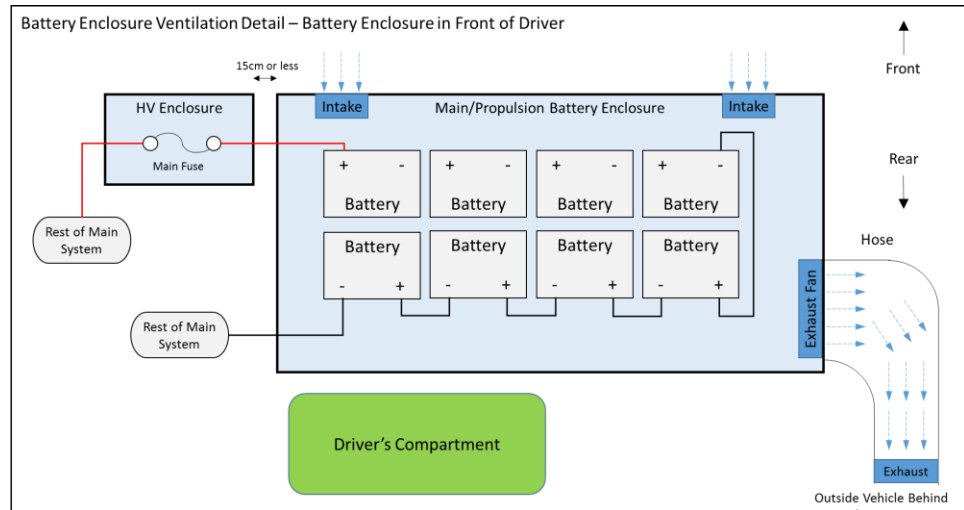 Battery Enclosure Ventilation Detail – Battery Enclosure in Front of Driver
15cm or less
Front
HV Enclosure
Main Fuse
Intake
Main/Propulsion Battery Enclosure
Intake
+ -
Battery
+ -
Battery
+ -
Battery
+ -
Battery
Rear
Rest of Main
System
Battery
- +
Battery
- +
Battery
- +
Battery
- +
Hose
Exhaust Fan
Rest of Main
System
Driver's Compartment
Exhaust
Outside Vehicle Behind